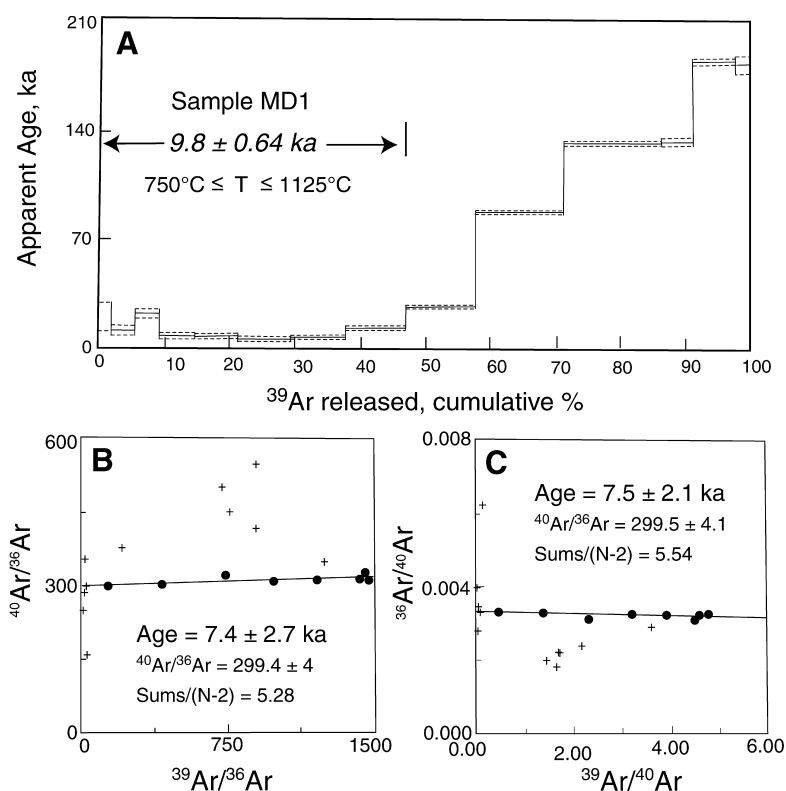 A
210
140
70
0
Apparent Age, ka
Sample MD1
9.8 ± 0.64 ka
750°C ≤ T ≤ 1125°C
0 10 20 30 40 50 60 70 80 90 100
³⁹Ar released, cumulative %
B
600
300
0
⁴⁰Ar/³⁶Ar
Age = 7.4 ± 2.7 ka
⁴⁰Ar/³⁶Ar = 299.4 ± 4
Sums/(N-2) = 5.28
0 750 1500
³⁹Ar/³⁶Ar
C
0.008
0.004
0.000
³⁶Ar/⁴⁰Ar
Age = 7.5 ± 2.1 ka
⁴⁰Ar/³⁶Ar = 299.5 ± 4.1
Sums/(N-2) = 5.54
0.00 2.00 4.00 6.00
³⁹Ar/⁴⁰Ar